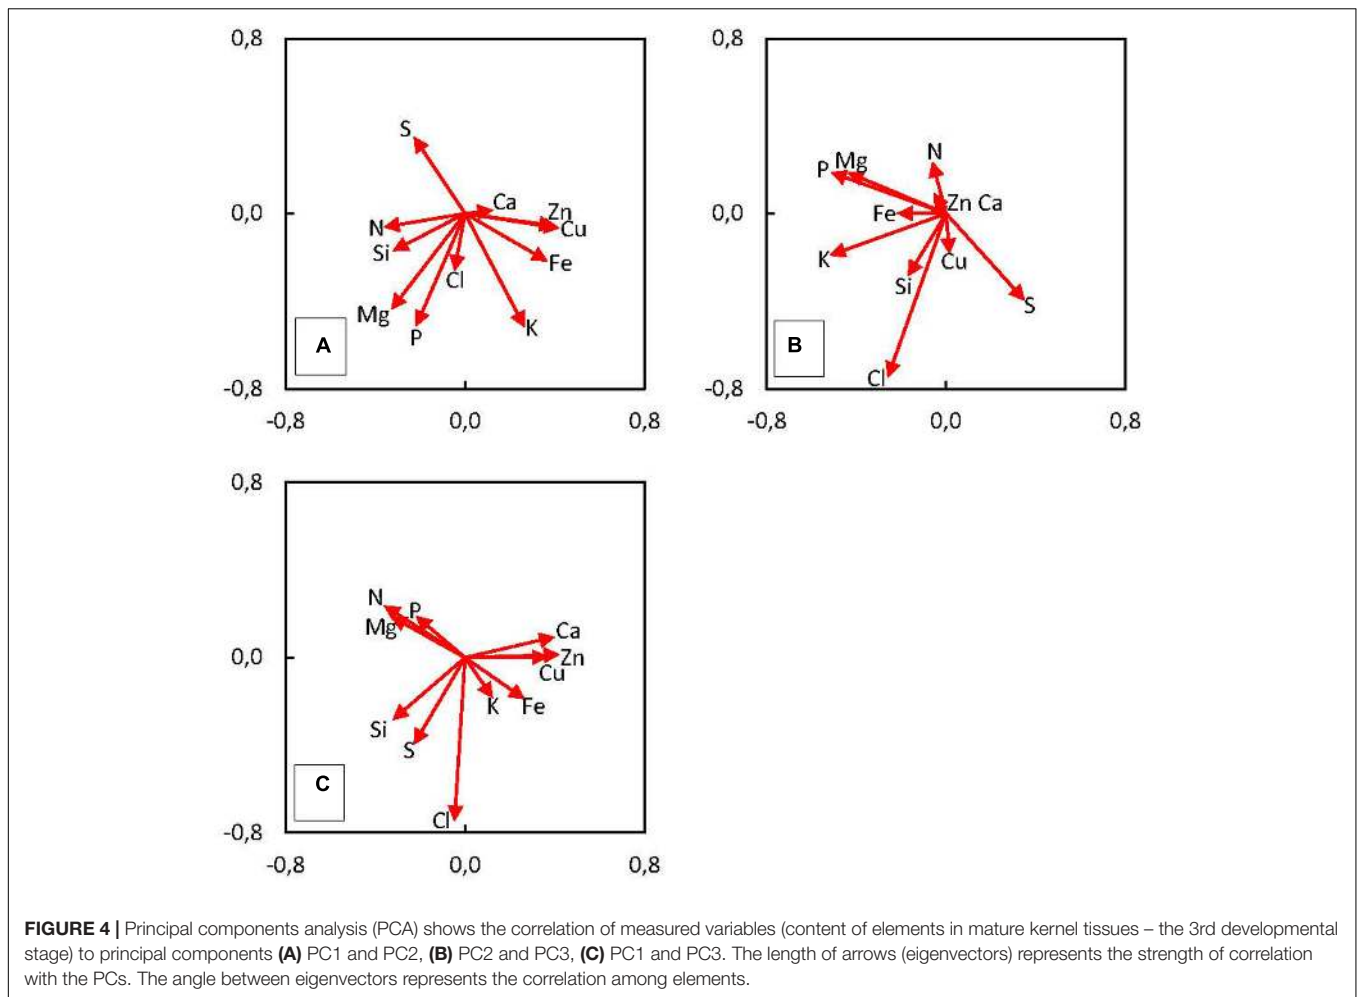 0,8
S
Ca
Zn
0,0
N
Cu
Si
Fe
Cl
Mg
K
P
A
-0,8
-0,8 0,0 0,8
0,8
N
P Mg
Zn Ca
0,0
Fe
K
Cu
Si
S
B
Cl
-0,8
-0,8 0,0 0,8
0,8
N
P
Mg
Ca
0,0
Zn
Cu
K Fe
Si
S
C
Cl
-0,8
-0,8 0,0 0,8
FIGURE 4 | Principal components analysis (PCA) shows the correlation of measured variables (content of elements in mature kernel tissues – the 3rd developmental
stage) to principal components (A) PC1 and PC2, (B) PC2 and PC3, (C) PC1 and PC3. The length of arrows (eigenvectors) represents the strength of correlation
with the PCs. The angle between eigenvectors represents the correlation among elements.